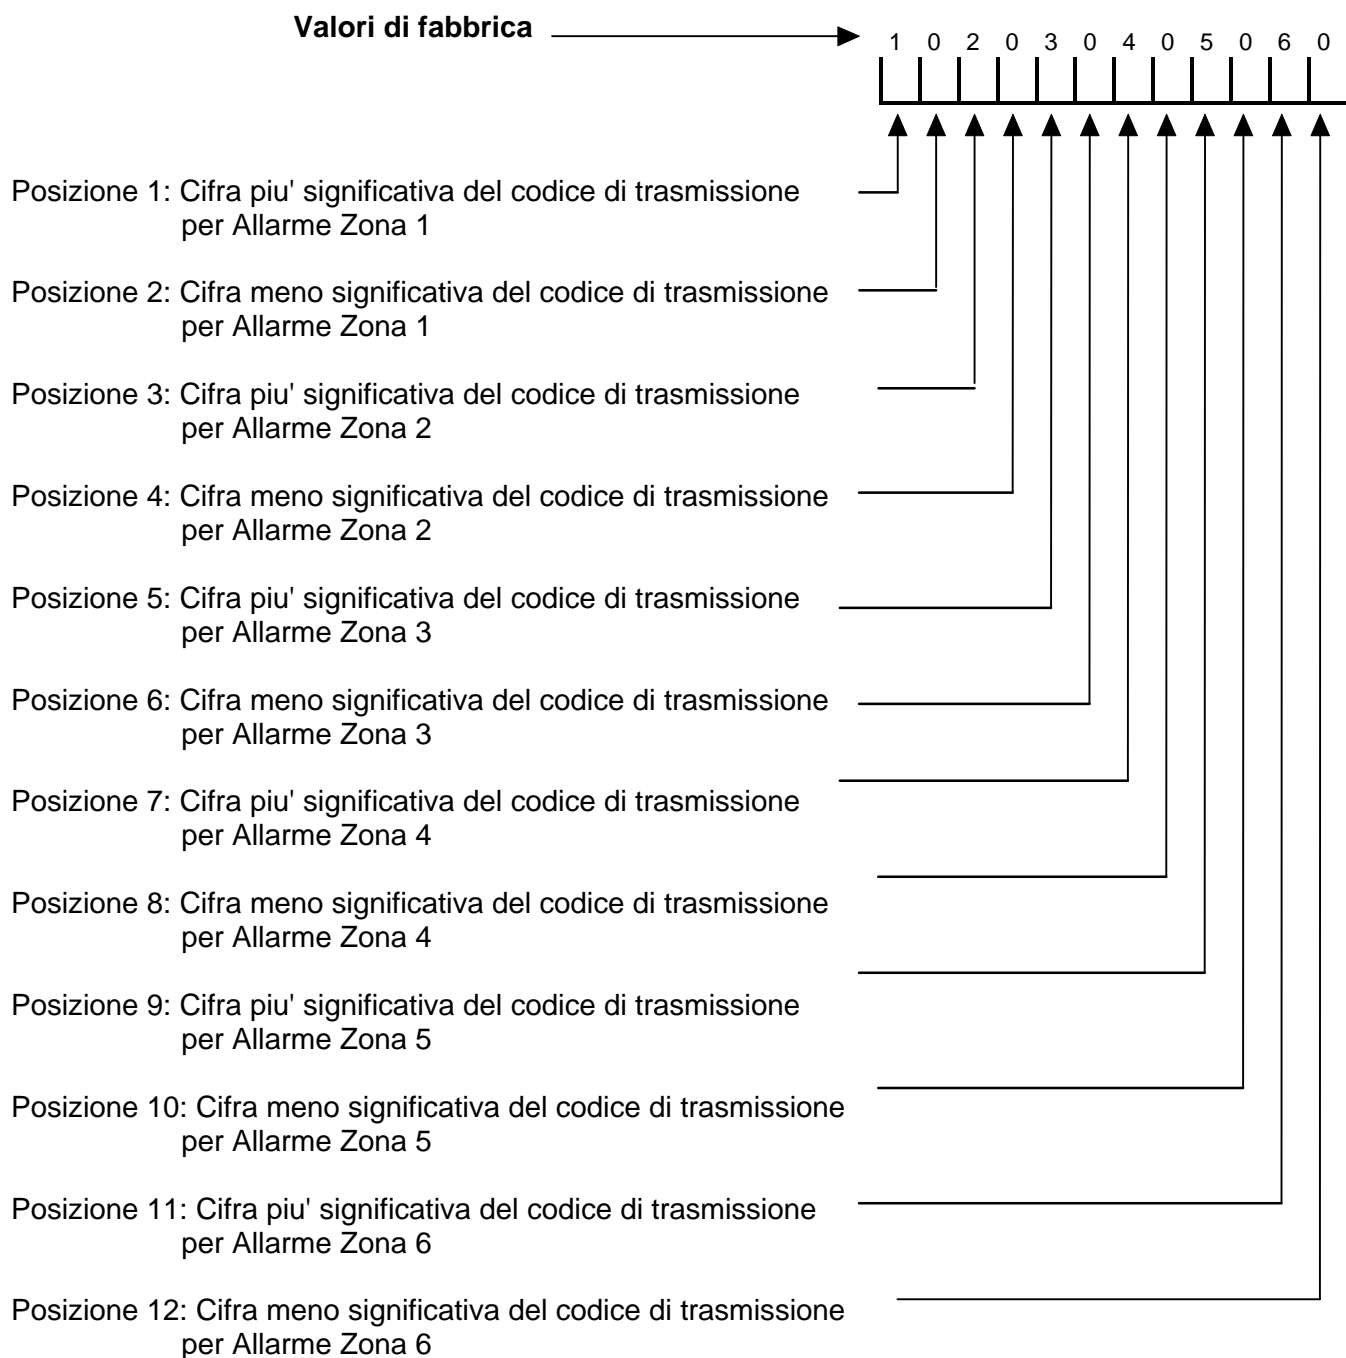 Valori di fabbrica
1 0 2 0 3 0 4 0 5 0 6 0
Posizione 1: Cifra piu' significativa del codice di trasmissione
per Allarme Zona 1
Posizione 2: Cifra meno significativa del codice di trasmissione
per Allarme Zona 1
Posizione 3: Cifra piu' significativa del codice di trasmissione
per Allarme Zona 2
Posizione 4: Cifra meno significativa del codice di trasmissione
per Allarme Zona 2
Posizione 5: Cifra piu' significativa del codice di trasmissione
per Allarme Zona 3
Posizione 6: Cifra meno significativa del codice di trasmissione
per Allarme Zona 3
Posizione 7: Cifra piu' significativa del codice di trasmissione
per Allarme Zona 4
Posizione 8: Cifra meno significativa del codice di trasmissione
per Allarme Zona 4
Posizione 9: Cifra piu' significativa del codice di trasmissione
per Allarme Zona 5
Posizione 10: Cifra meno significativa del codice di trasmissione
per Allarme Zona 5
Posizione 11: Cifra piu' significativa del codice di trasmissione
per Allarme Zona 6
Posizione 12: Cifra meno significativa del codice di trasmissione
per Allarme Zona 6